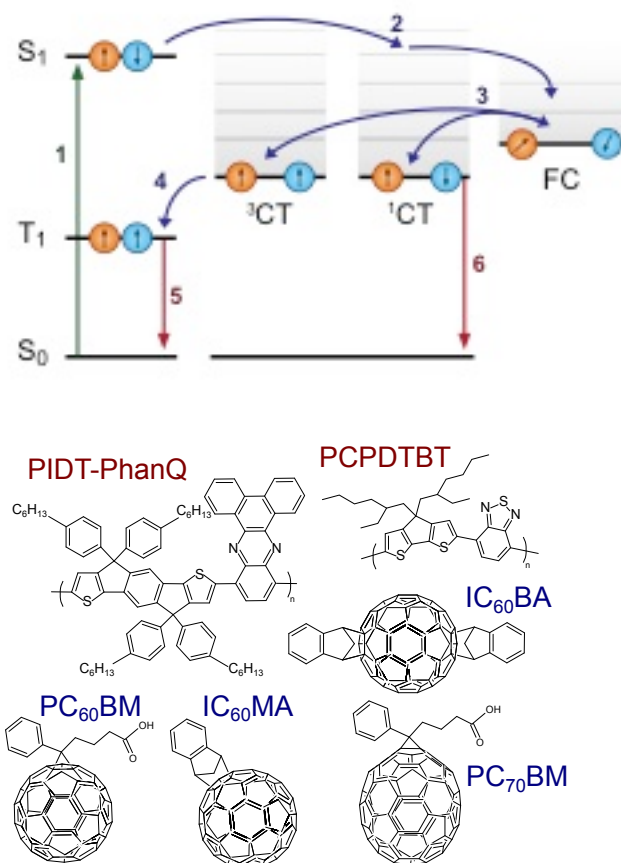 S1
1
2
3
FC
4
3CT
1CT
T1
5
6
S0
PIDT-PhanQ
PCPDTBT
C6H13
C6H13
N
N
S
S
n
N
S
N
S
S
n
C6H13
C6H13
IC60BA
PC60BM
IC60MA
OH
O
OH
O
PC70BM